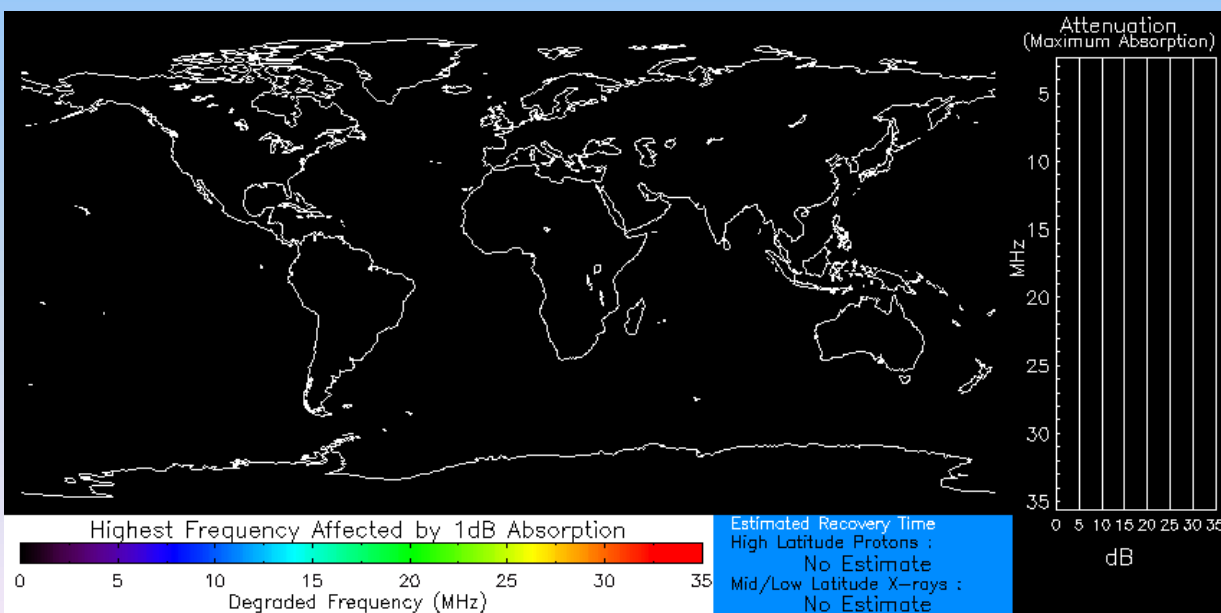 Attenuation
(Maximum Absorption)
5
10
15
20
25
30
35
MHz
0 5 10 15 20 25 30 35
dB
Highest Frequency Affected by 1dB Absorption
0 5 10 15 20 25 30 35
Degraded Frequency (MHz)
Estimated Recovery Time
High Latitude Protons :
No Estimate
Mid/Low Latitude X-rays :
No Estimate